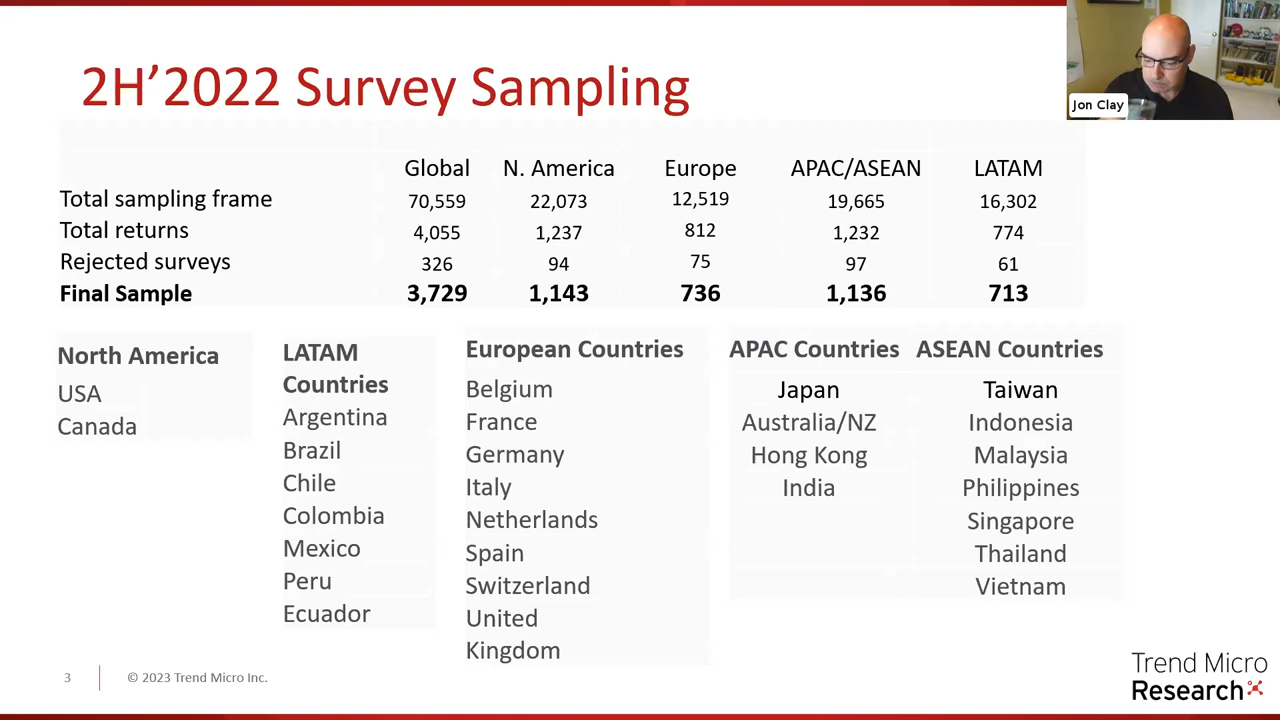 2H’2022 Survey Sampling
Jon Clay
Global N. America Europe APAC/ASEAN LATAM
Total sampling frame 70,559 22,073 12,519 19,665 16,302
Total returns 4,055 1,237 812 1,232 774
Rejected surveys 326 94 75 97 61
Final Sample 3,729 1,143 736 1,136 713
North America
USA
Canada
LATAM
Countries
Argentina
Brazil
Chile
Colombia
Mexico
Peru
Ecuador
European Countries
Belgium
France
Germany
Italy
Netherlands
Spain
Switzerland
United
Kingdom
APAC Countries
Japan
Australia/NZ
Hong Kong
India
ASEAN Countries
Taiwan
Indonesia
Malaysia
Philippines
Singapore
Thailand
Vietnam
3
© 2023 Trend Micro Inc.
Trend Micro
Research